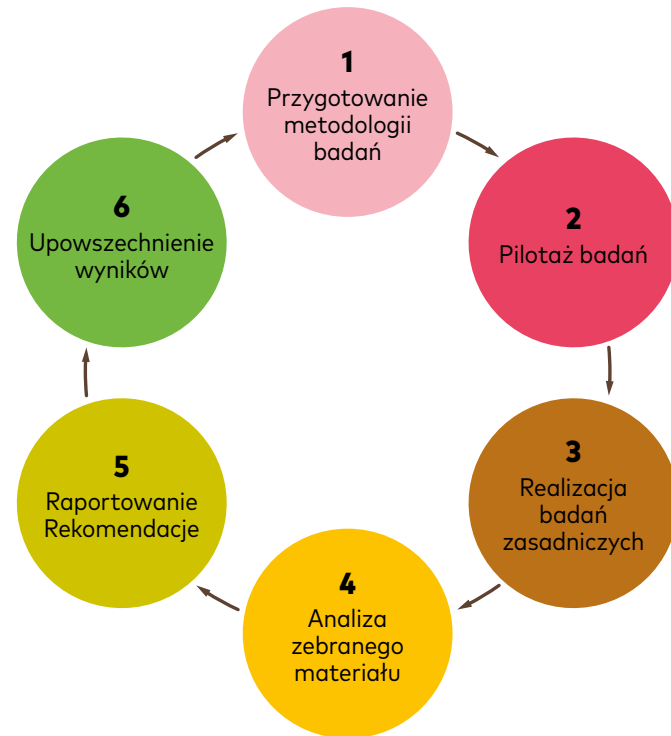 1
Przygotowanie
metodologii
badań
2
Pilotaż badań
3
Realizacja
badań
zasadniczych
4
Analiza
zebranego
materiału
5
Raportowanie
Rekomendacje
6
Upowszechnienie
wyników